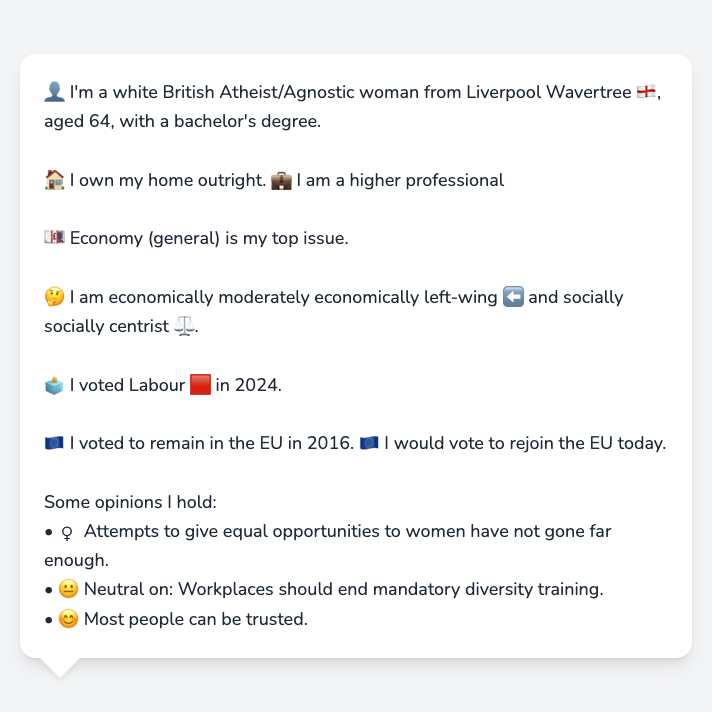 👤 I'm a white British Atheist/Agnostic woman from Liverpool Wavertree 🏴󠁧󠁢󠁥󠁮󠁧󠁿,
aged 64, with a bachelor's degree.
🏠 I own my home outright. 💼 I am a higher professional
💷 Economy (general) is my top issue.
🤔 I am economically moderately economically left-wing ⬅️ and socially
socially centrist ⚖️.
🗳️ I voted Labour 🟥 in 2024.
🇪🇺 I voted to remain in the EU in 2016. 🇪🇺 I would vote to rejoin the EU today.
Some opinions I hold:
• ♀ Attempts to give equal opportunities to women have not gone far
enough.
• 😐 Neutral on: Workplaces should end mandatory diversity training.
• 😊 Most people can be trusted.